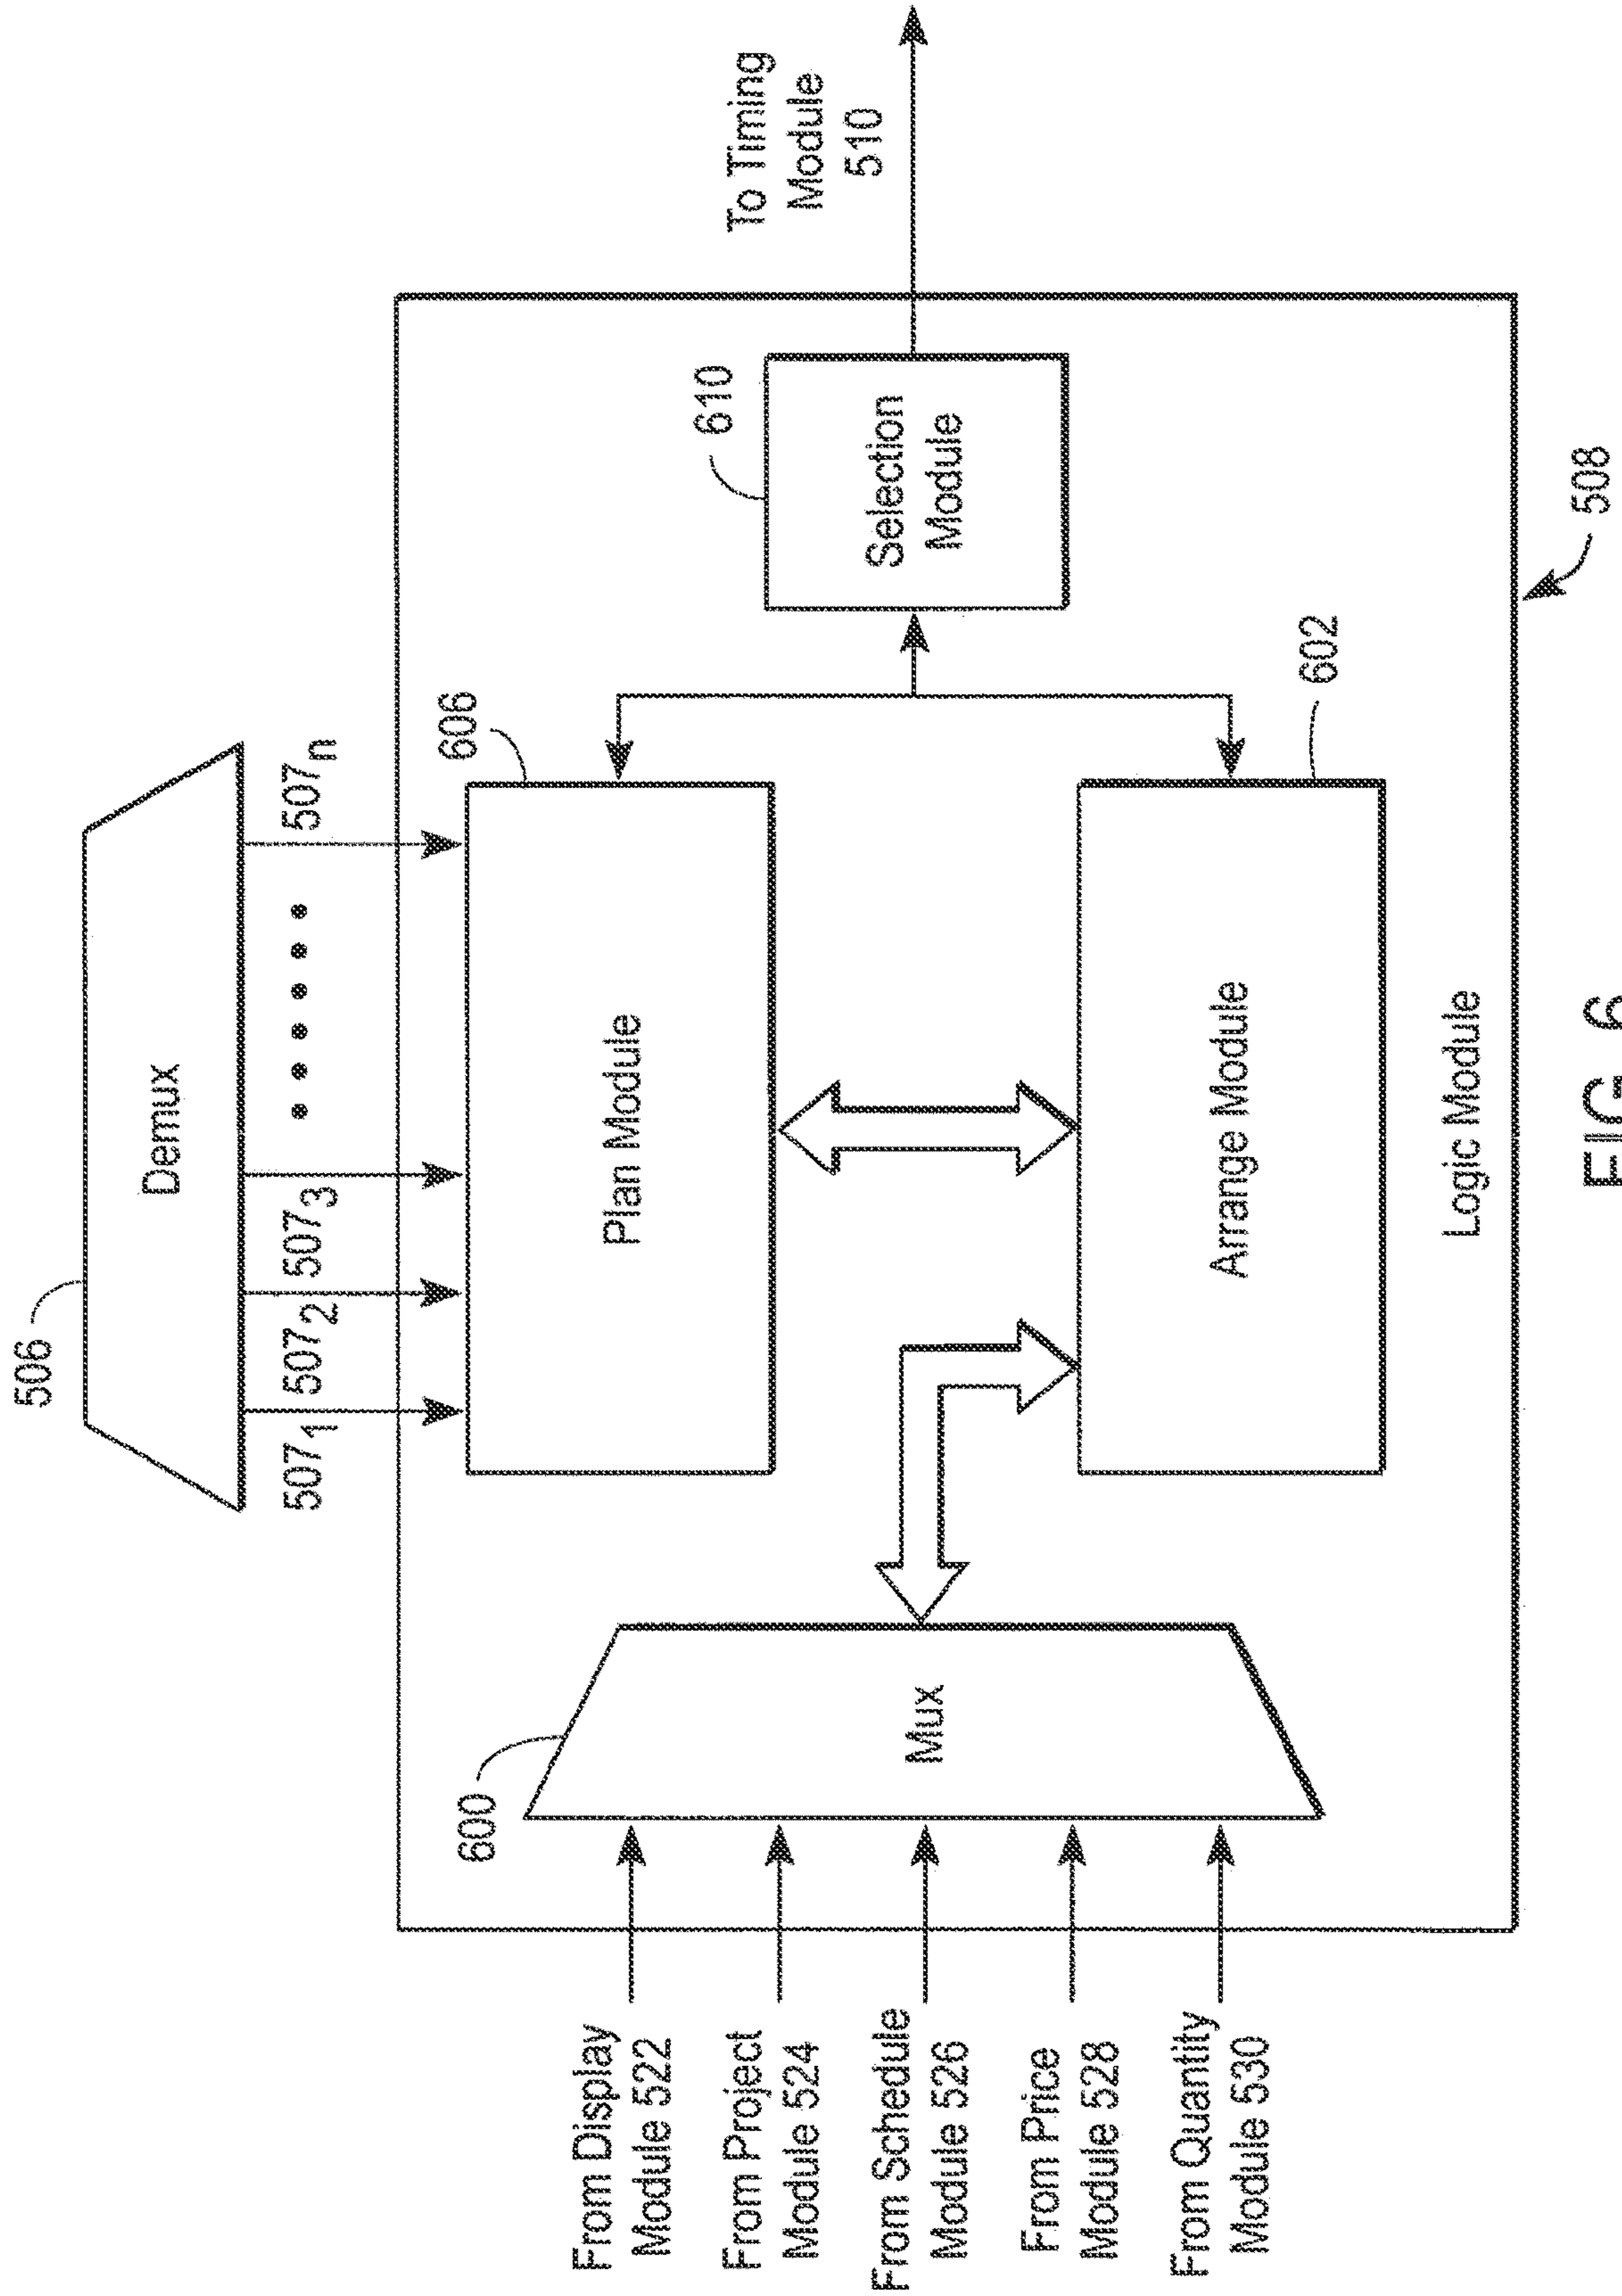 506
Demux
507₁
507₂
507₃
507ₙ
To Timing
Module
510
606
Plan Module
610
Selection
Module
600
Mux
From Display
Module 522
From Project
Module 524
From Schedule
Module 526
From Price
Module 528
From Quantity
Module 530
602
Arrange Module
Logic Module
508
FIG. 6